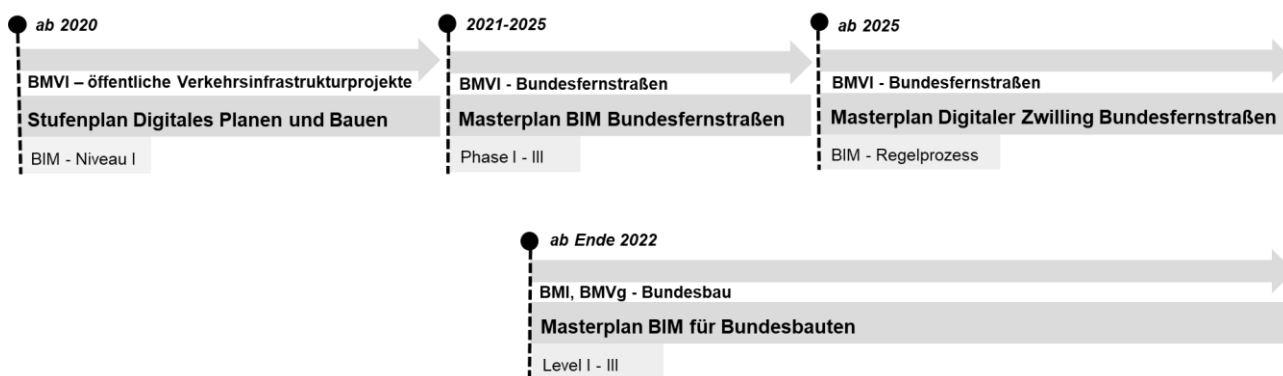 ab 2020
BMVI – öffentliche Verkehrsinfrastrukturprojekte
Stufenplan Digitales Planen und Bauen
BIM - Niveau I
2021-2025
BMVI - Bundesfernstraßen
Masterplan BIM Bundesfernstraßen
Phase I - III
ab 2025
BMVI - Bundesfernstraßen
Masterplan Digitaler Zwilling Bundesfernstraßen
BIM - Regelprozess
ab Ende 2022
BMI, BMVg - Bundesbau
Masterplan BIM für Bundesbauten
Level I - III